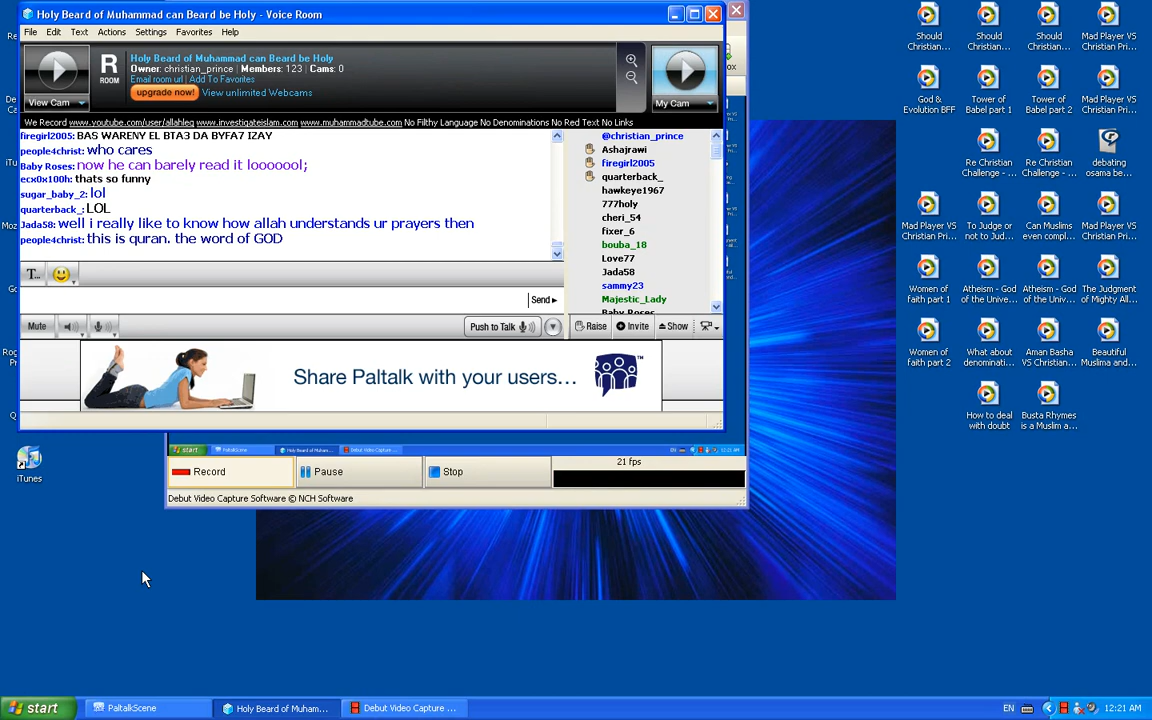 Holy Beard of Muhammad can Beard be Holy - Voice Room
File Edit Text Actions Settings Favorites Help
R
ROOM
Holy Beard of Muhammad can Beard be Holy
Owner: christian_prince | Members: 123 | Cams: 0
Email room url | Add To Favorites
upgrade now! View unlimited Webcams
View Cam
My Cam
We Record www.youtube.com/user/allahleq www.investigateislam.com www.muhammadtube.com No Filthy Language No Denominations No Red Text No Links
firegirl2005: BAS WARENY EL BTA3 DA BYFA7 IZAY
people4christ: who cares
Baby Roses: now he can barely read it looooool;
ecx0x100h: thats so funny
sugar_baby_2: lol
quarterback_: LOL
Jada58: well i really like to know how allah understands ur prayers then
people4christ: this is quran. the word of GOD
@christian_prince
Ashajrawi
firegirl2005
quarterback_
hawkeye1967
777holy
cheri_54
fixer_6
bouba_18
Love77
Jada58
sammy23
Majestic_Lady
Baby Roses
T...
Send
Mute
Push to Talk
Raise Invite Show
Share Paltalk with your users...
start
Record Pause Stop 21 fps
Debut Video Capture Software © NCH Software
iTunes
Should Christian...
Should Christian...
Should Christian...
Mad Player VS Christian Pri...
God & Evolution BFF
Tower of Babel part 1
Tower of Babel part 2
Mad Player VS Christian Pri...
Re Christian Challenge - ...
Re Christian Challenge - ...
debating osama be...
Mad Player VS Christian Pri...
To Judge or not to Jud...
Can Muslims even compl...
Mad Player VS Christian Pri...
Women of faith part 1
Atheism - God of the Unive...
Atheism - God of the Univ...
The Judgment of Mighty All...
Women of faith part 2
What about denominati...
Aman Basha VS Christian...
Beautiful Muslima and...
How to deal with doubt
Busta Rhymes is a Muslim a...
start PaltalkScene Holy Beard of Muham... Debut Video Capture ... EN 12:21 AM